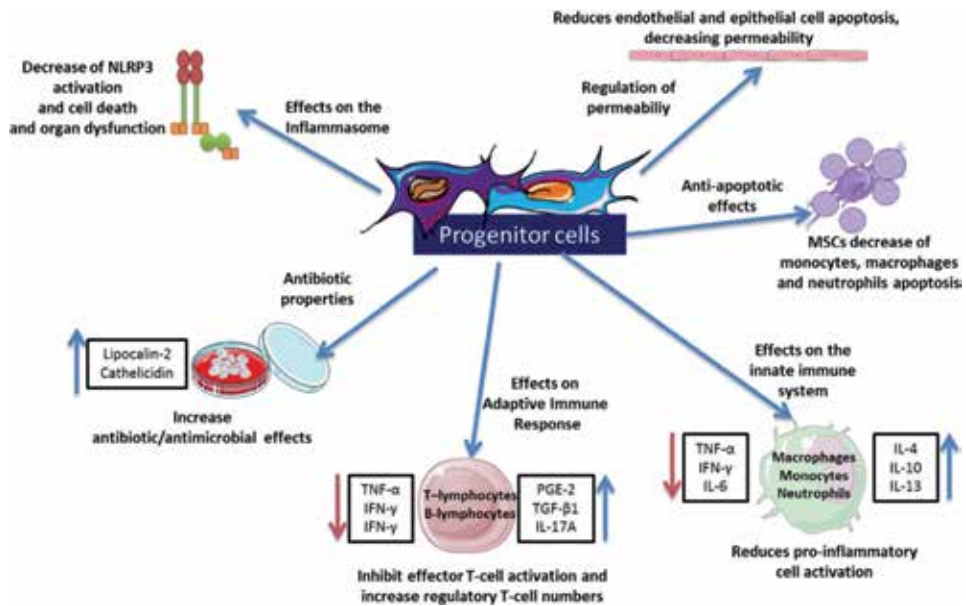 Reduces endothelial and epithelial cell apoptosis,
decreasing permeability
Decrease of NLRP3
activation
and cell death
and organ dysfunction
Effects on the
Inflammasome
Regulation of
permeabiliy
Anti-apoptotic
effects
MSCs decrease of
monocytes, macrophages
and neutrophils apoptosis
Progenitor cells
Antibiotic
properties
Lipocalin-2
Cathelicidin
Increase
antibiotic/antimicrobial effects
Effects on
Adaptive Immune
Response
TNF-α
IFN-γ
IFN-γ
T–lymphocytes
B-lymphocytes
PGE-2
TGF-β1
IL-17A
Inhibit effector T-cell activation and
increase regulatory T-cell numbers
Effects on the
innate immune
system
TNF-α
IFN-γ
IL-6
Macrophages
Monocytes
Neutrophils
IL-4
IL-10
IL-13
Reduces pro-inflammatory
cell activation